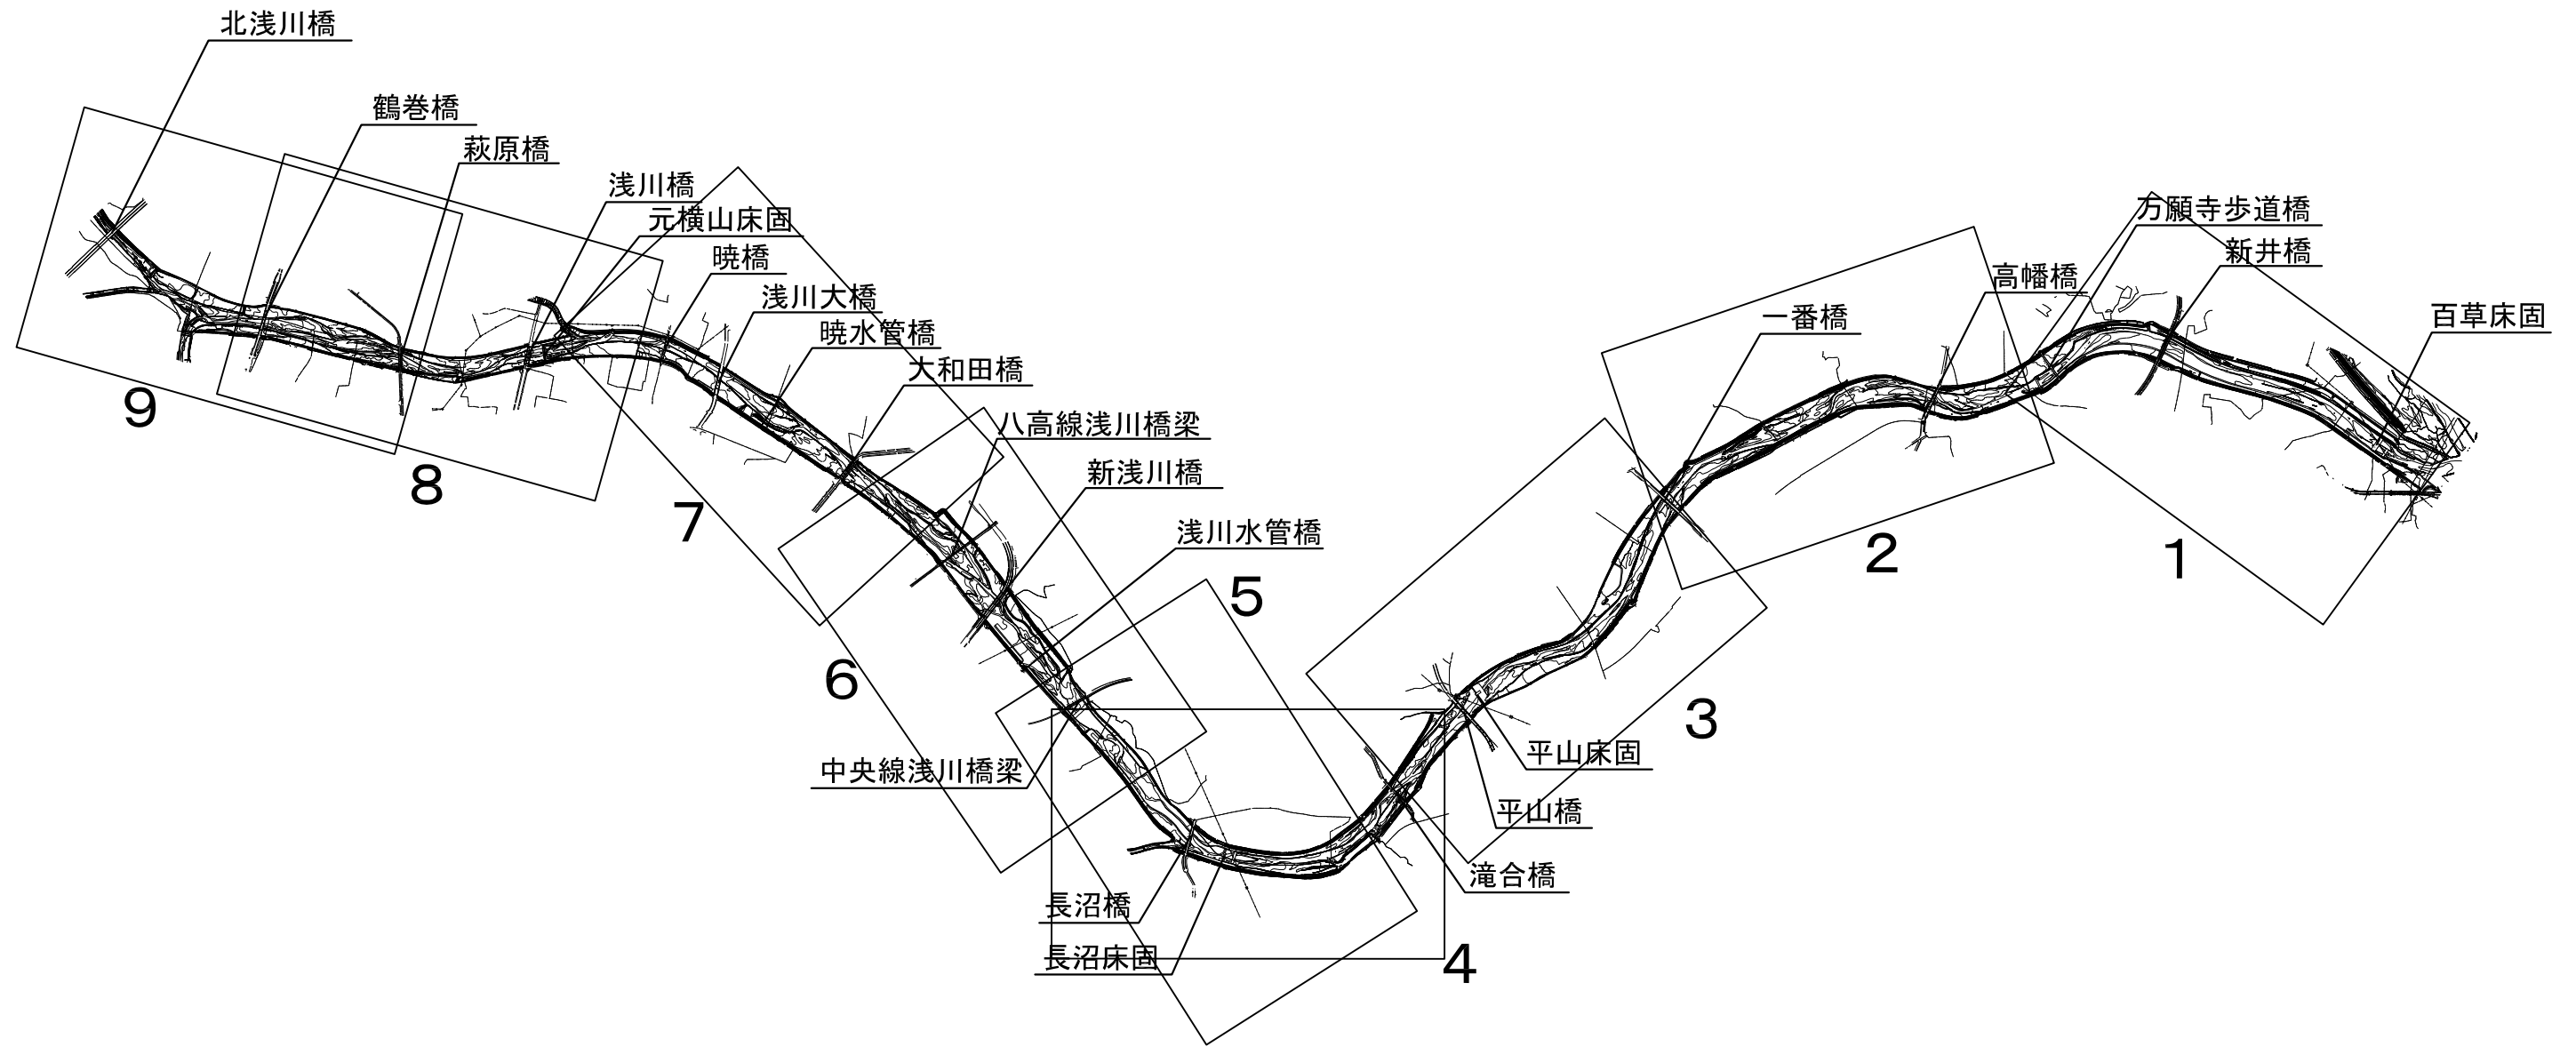 北浅川橋
鶴巻橋
萩原橋
浅川橋
元横山床固
暁橋
浅川大橋
暁水管橋
大和田橋
八高線浅川橋梁
新浅川橋
浅川水管橋
中央線浅川橋梁
長沼橋
長沼床固
滝合橋
平山橋
平山床固
一番橋
高幡橋
万願寺歩道橋
新井橋
百草床固
9
8
7
6
5
4
3
2
1